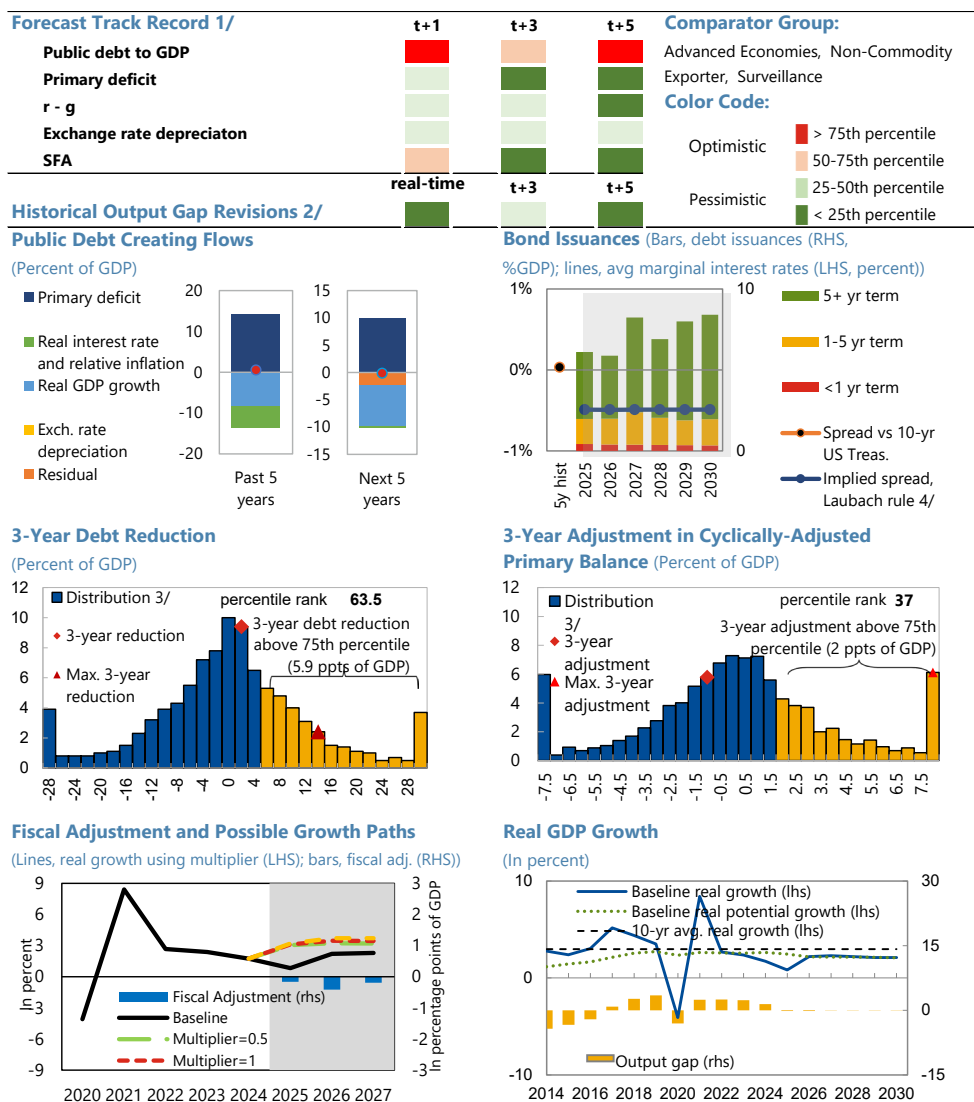 Forecast Track Record 1/
t+1 t+3 t+5
Comparator Group:
Public debt to GDP
Advanced Economies, Non-Commodity
Exporter, Surveillance
Primary deficit
r - g
Color Code:
Exchange rate depreciaton
SFA
Optimistic
> 75th percentile
50-75th percentile
Pessimistic
25-50th percentile
< 25th percentile
real-time t+3 t+5
Historical Output Gap Revisions 2/
Public Debt Creating Flows
(Percent of GDP)
Primary deficit
Real interest rate
and relative inflation
Real GDP growth
Exch. rate
depreciation
Residual
20
10
0
-10
-20
Past 5
years
15
10
5
0
-5
-10
-15
Next 5
years
Bond Issuances (Bars, debt issuances (RHS,
%GDP); lines, avg marginal interest rates (LHS, percent))
1%
0%
-1%
10
0
5y hist 2025 2026 2027 2028 2029 2030
5+ yr term
1-5 yr term
<1 yr term
Spread vs 10-yr
US Treas.
Implied spread,
Laubach rule 4/
3-Year Debt Reduction
(Percent of GDP)
12
10
8
6
4
2
0
Distribution 3/
3-year reduction
Max. 3-year
reduction
percentile rank 63.5
3-year debt reduction
above 75th percentile
(5.9 ppts of GDP)
-28 -24 -20 -16 -12 -8 -4 0 4 8 12 16 20 24 28
3-Year Adjustment in Cyclically-Adjusted
Primary Balance (Percent of GDP)
12
10
8
6
4
2
0
Distribution
3/
3-year
adjustment
Max. 3-year
adjustment
percentile rank 37
3-year adjustment above 75th
percentile (2 ppts of GDP)
-7.5 -6.5 -5.5 -4.5 -3.5 -2.5 -1.5 -0.5 0.5 1.5 2.5 3.5 4.5 5.5 6.5 7.5
Fiscal Adjustment and Possible Growth Paths
(Lines, real growth using multiplier (LHS); bars, fiscal adj. (RHS))
In percent
9
6
3
0
-3
-6
-9
Fiscal Adjustment (rhs)
Baseline
Multiplier=0.5
Multiplier=1
3
2
1
0
-1
-2
-3
In percentage points of GDP
2020 2021 2022 2023 2024 2025 2026 2027
Real GDP Growth
(In percent)
10
0
-10
Baseline real growth (lhs)
Baseline real potential growth (lhs)
10-yr avg. real growth (lhs)
Output gap (rhs)
30
15
0
-15
2014 2016 2018 2020 2022 2024 2026 2028 2030